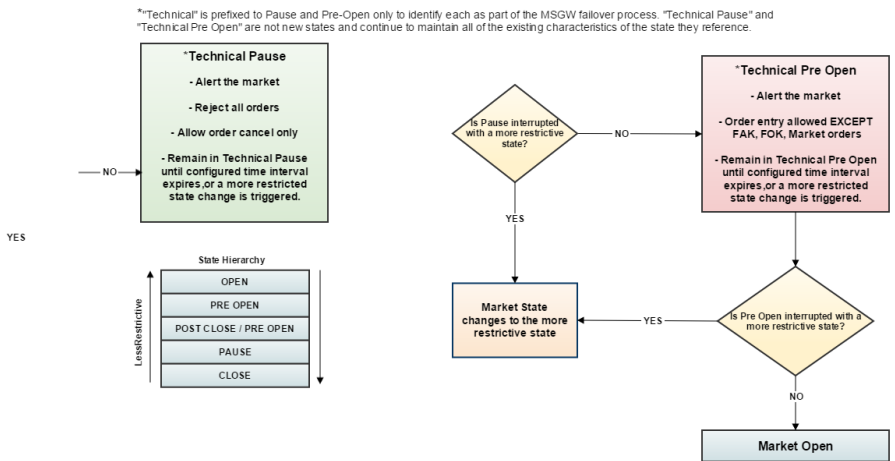 *"Technical" is prefixed to Pause and Pre-Open only to identify each as part of the MSGW failover process. "Technical Pause" and
"Technical Pre Open" are not new states and continue to maintain all of the existing characteristics of the state they reference.
*Technical Pause
- Alert the market
- Reject all orders
- Allow order cancel only
- Remain in Technical Pause
until configured time interval
expires,or a more restricted
state change is triggered.
NO
YES
Is Pause interrupted
with a more restrictive
state?
NO
YES
*Technical Pre Open
- Alert the market
- Order entry allowed EXCEPT
FAK, FOK, Market orders
- Remain in Technical Pre Open
until configured time interval
expires,or a more restricted
state change is triggered.
State Hierarchy
LessRestrictive
OPEN
PRE OPEN
POST CLOSE / PRE OPEN
PAUSE
CLOSE
Market State
changes to the more
restrictive state
YES
Is Pre Open interrupted with a
more restrictive state?
NO
Market Open